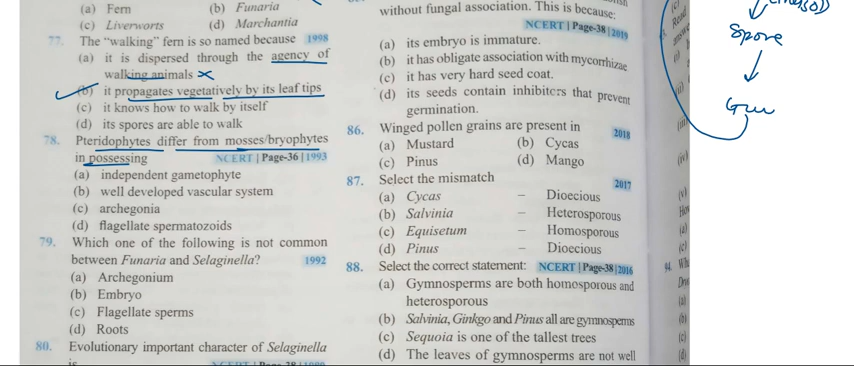 (a) Fern (b) Funaria
(c) Liverworts (d) Marchantia
77. The “walking” fern is so named because 1998
(a) it is dispersed through the agency of
walking animals
(b) it propagates vegetatively by its leaf tips
(c) it knows how to walk by itself
(d) its spores are able to walk
78. Pteridophytes differ from mosses/bryophytes
in possessing NCERT | Page-36 | 1993
(a) independent gametophyte
(b) well developed vascular system
(c) archegonia
(d) flagellate spermatozoids
79. Which one of the following is not common
between Funaria and Selaginella? 1992
(a) Archegonium
(b) Embryo
(c) Flagellate sperms
(d) Roots
80. Evolutionary important character of Selaginella
is
without fungal association. This is because:
NCERT | Page-38 | 2019
(a) its embryo is immature.
(b) it has obligate association with mycorrhizae
(c) it has very hard seed coat.
(d) its seeds contain inhibiters that prevent
germination.
86. Winged pollen grains are present in 2018
(a) Mustard (b) Cycas
(c) Pinus (d) Mango
87. Select the mismatch 2017
(a) Cycas – Dioecious
(b) Salvinia – Heterosporous
(c) Equisetum – Homosporous
(d) Pinus – Dioecious
88. Select the correct statement: NCERT | Page-38 | 2016
(a) Gymnosperms are both homosporous and
heterosporous
(b) Salvinia, Ginkgo and Pinus all are gymnosperms
(c) Sequoia is one of the tallest trees
(d) The leaves of gymnosperms are not well
Spore
94.